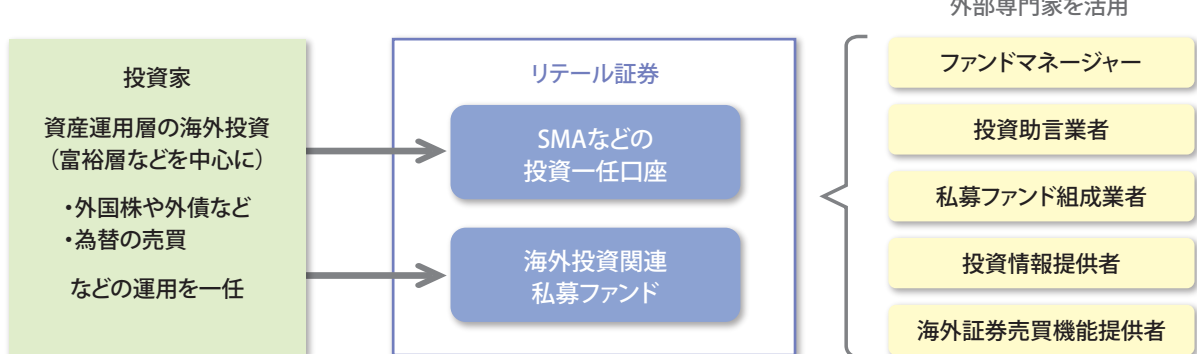 外部専門家を活用
投資家
資産運用層の海外投資
（富裕層などを中心に）
・外国株や外債など
・為替の売買
などの運用を一任
リテール証券
SMAなどの
投資一任口座
海外投資関連
私募ファンド
ファンドマネージャー
投資助言業者
私募ファンド組成業者
投資情報提供者
海外証券売買機能提供者